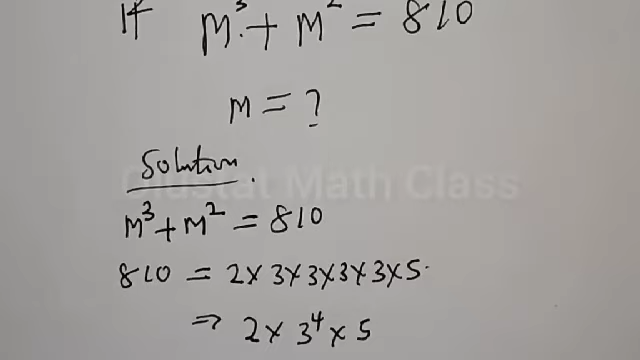 If m³ + m² = 810
m = ?
Solution.
m³ + m² = 810
810 = 2 × 3 × 3 × 3 × 3 × 5.
⇒ 2 × 3⁴ × 5